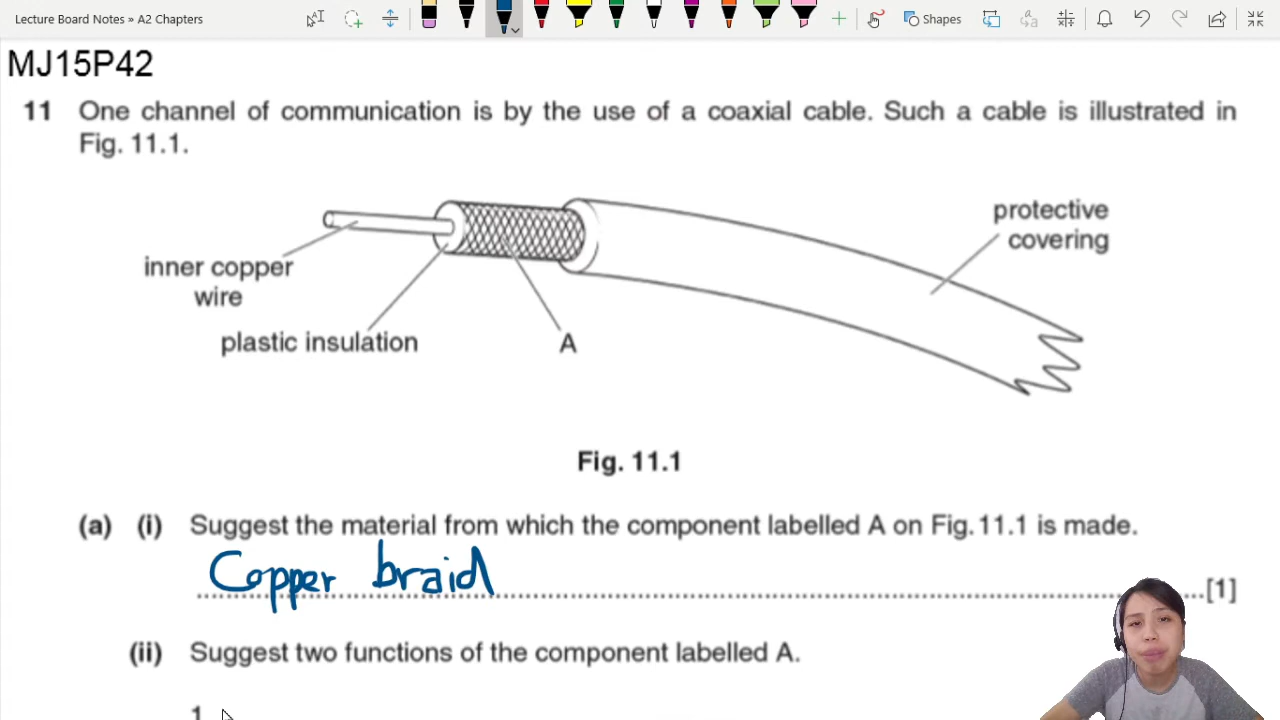 Lecture Board Notes » A2 Chapters
Shapes
MJ15P42
11 One channel of communication is by the use of a coaxial cable. Such a cable is illustrated in
Fig. 11.1.
protective
covering
inner copper
wire
plastic insulation
A
Fig. 11.1
(a) (i) Suggest the material from which the component labelled A on Fig. 11.1 is made.
Copper braid
[1]
(ii) Suggest two functions of the component labelled A.
1